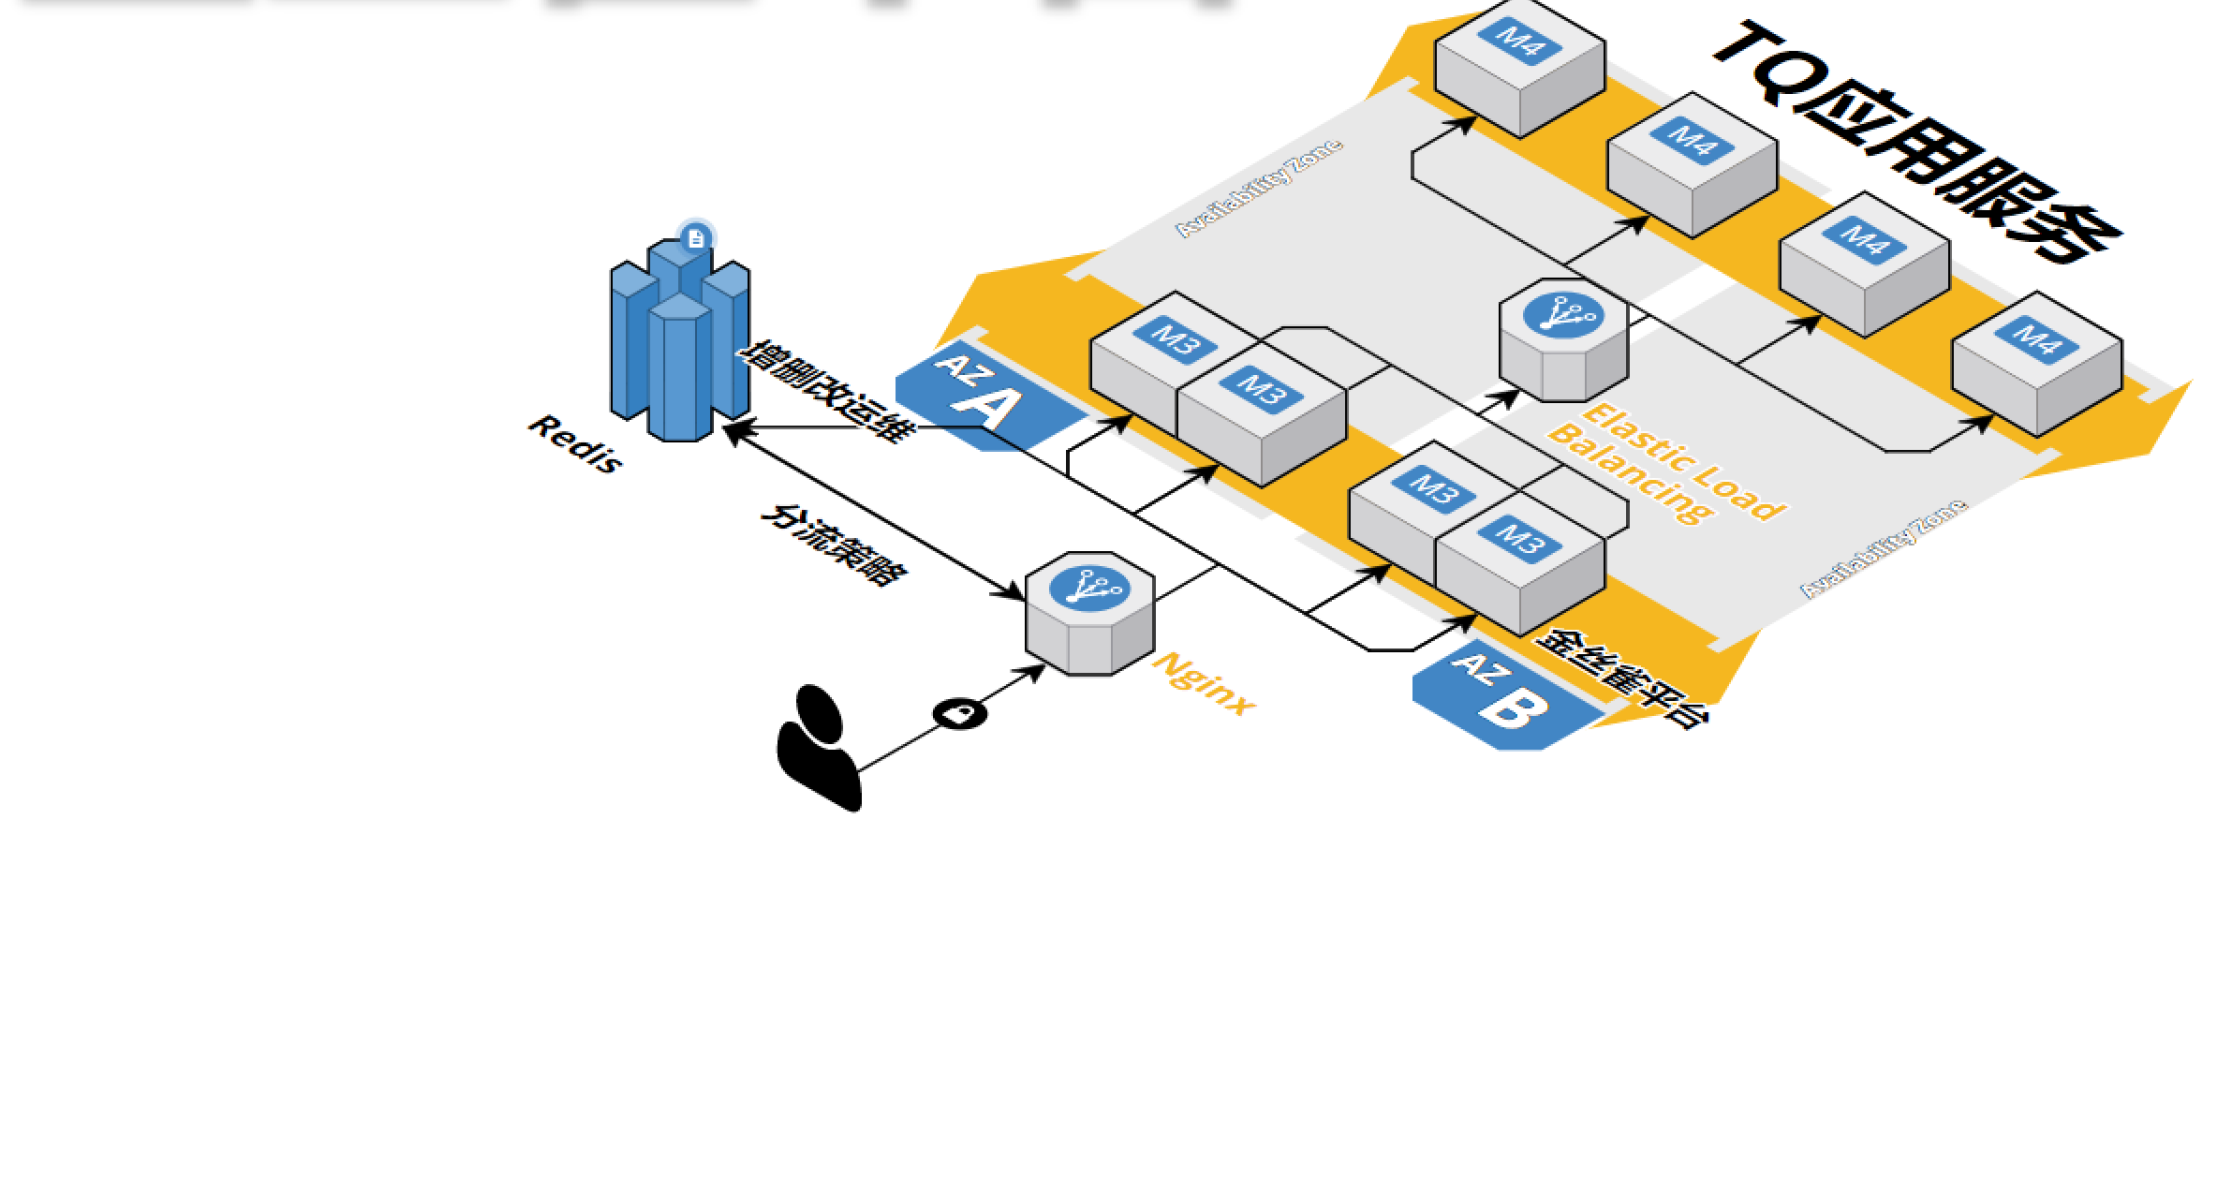 M4
TQ应用服务
M4
Availability Zone
M4
M3
M4
增删改运维
AZ A
M3
Redis
Elastic Load
Balancing
M3
分流策略
M3
Availability Zone
Nginx
AZ B
金丝雀平台